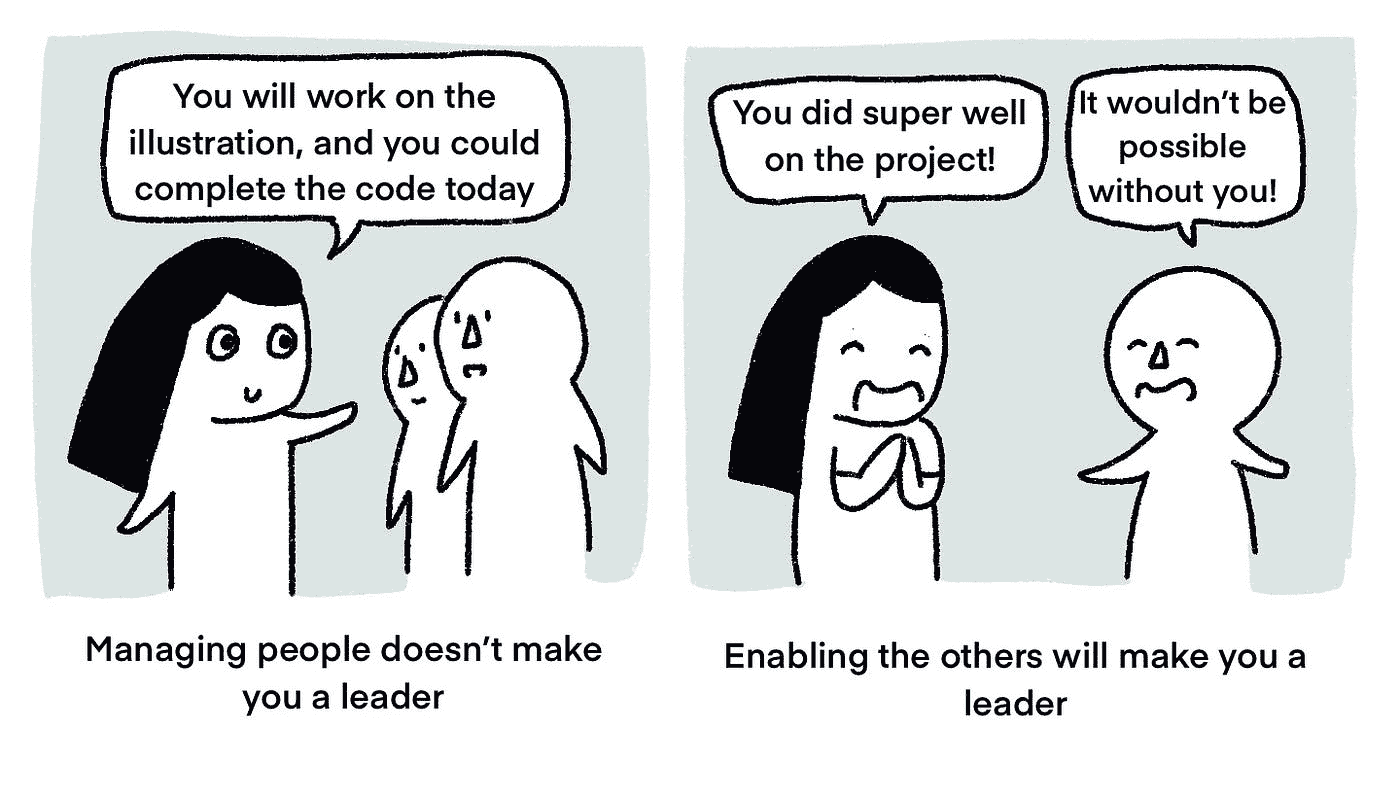 You will work on the
illustration, and you could
complete the code today
You did super well
on the project!
It wouldn't be
possible
without you!
Managing people doesn't make
you a leader
Enabling the others will make you a
leader